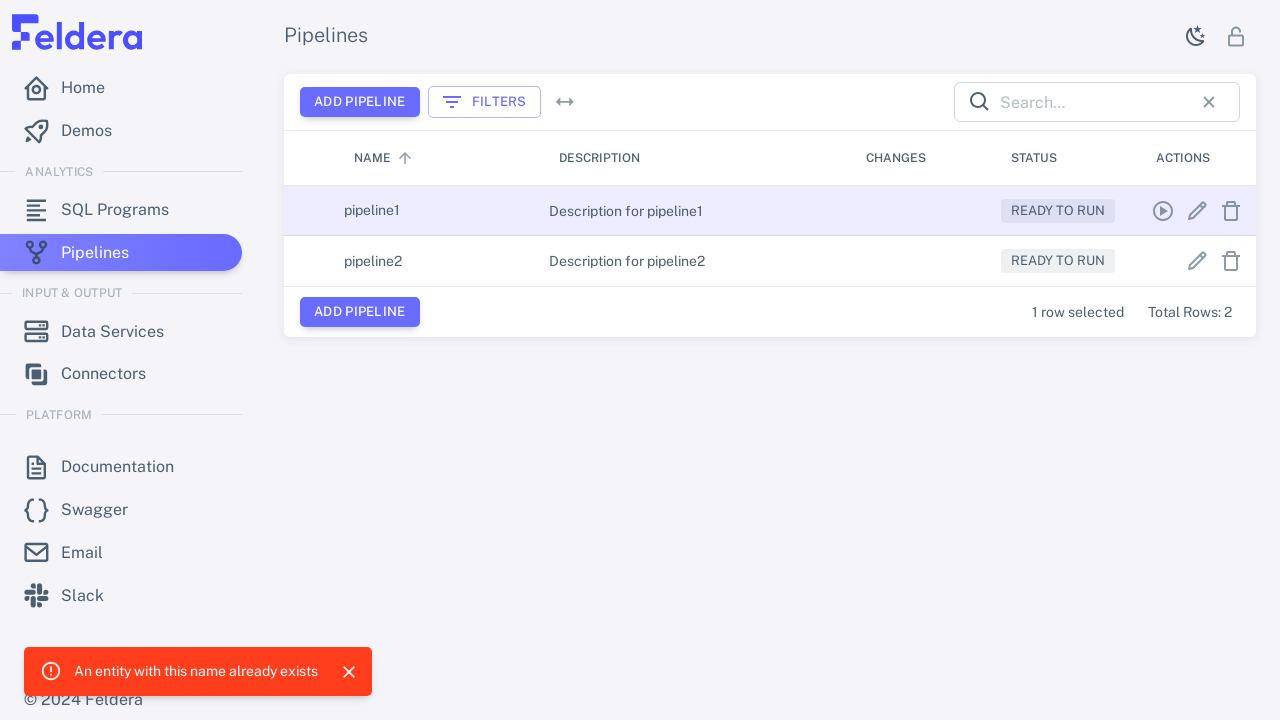 Feldera
Home
Demos
ANALYTICS
SQL Programs
Pipelines
INPUT & OUTPUT
Data Services
Connectors
PLATFORM
Documentation
Swagger
Email
Slack
An entity with this name already exists
© 2024 Feldera
Pipelines
ADD PIPELINE FILTERS Search...
NAME DESCRIPTION CHANGES STATUS ACTIONS
pipeline1 Description for pipeline1 READY TO RUN
pipeline2 Description for pipeline2 READY TO RUN
ADD PIPELINE 1 row selected Total Rows: 2